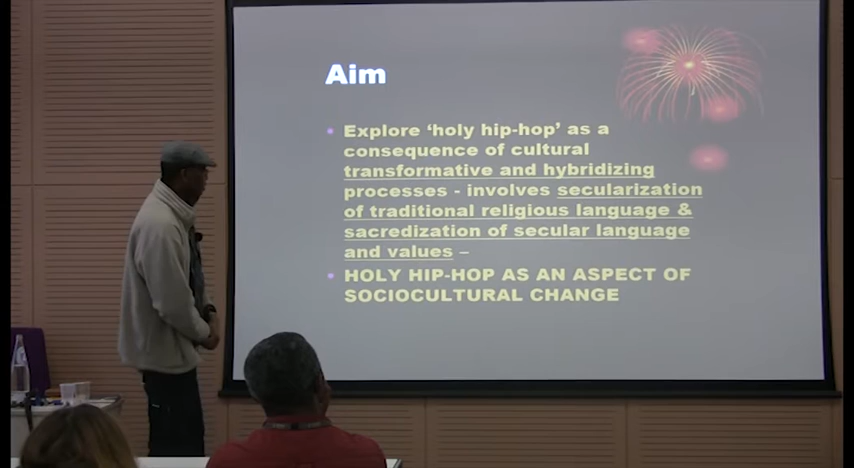 Aim
• Explore ‘holy hip-hop’ as a
consequence of cultural
transformative and hybridizing
processes - involves secularization
of traditional religious language &
sacredization of secular language
and values –
• HOLY HIP-HOP AS AN ASPECT OF
SOCIOCULTURAL CHANGE